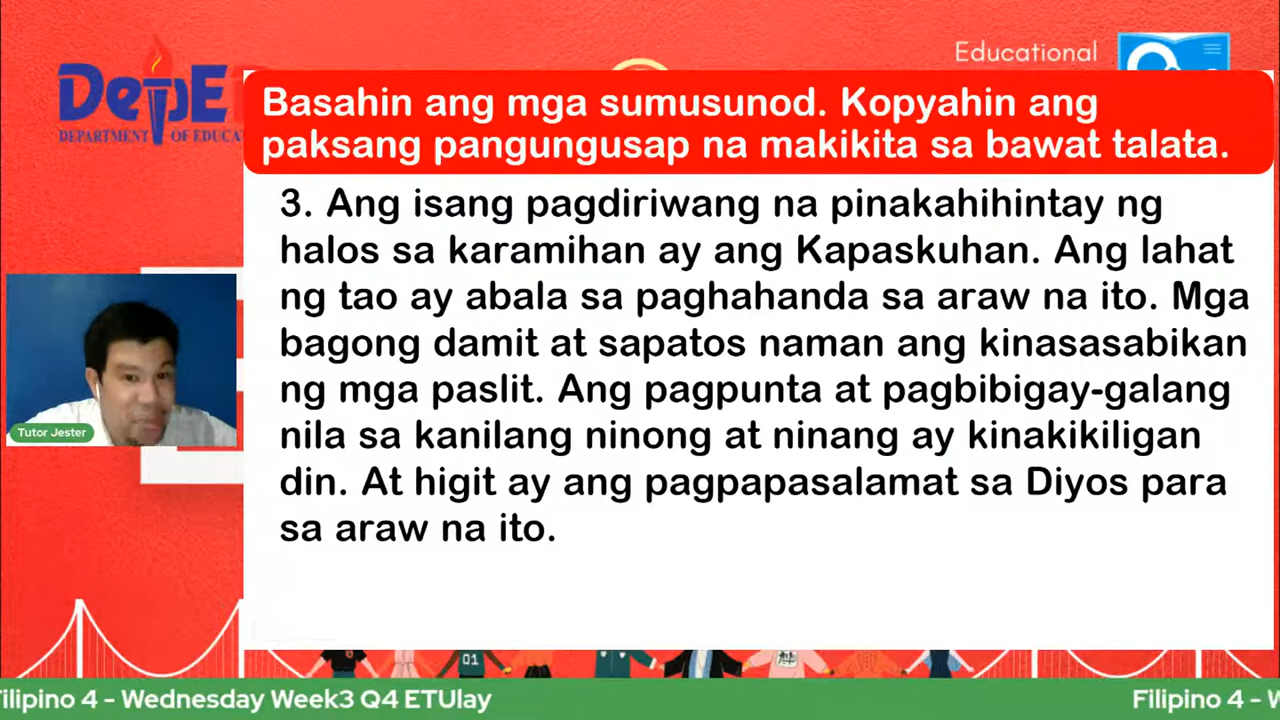 Educational
DepE
DEPARTMENT OF EDUCA
Basahin ang mga sumusunod. Kopyahin ang
paksang pangungusap na makikita sa bawat talata.
3. Ang isang pagdiriwang na pinakahihintay ng
halos sa karamihan ay ang Kapaskuhan. Ang lahat
ng tao ay abala sa paghahanda sa araw na ito. Mga
bagong damit at sapatos naman ang kinasasabikan
ng mga paslit. Ang pagpunta at pagbibigay-galang
nila sa kanilang ninong at ninang ay kinakikiligan
din. At higit ay ang pagpapasalamat sa Diyos para
sa araw na ito.
Tutor Jester
01
ilipino 4 - Wednesday Week3 Q4 ETUlay
Filipino 4 - W